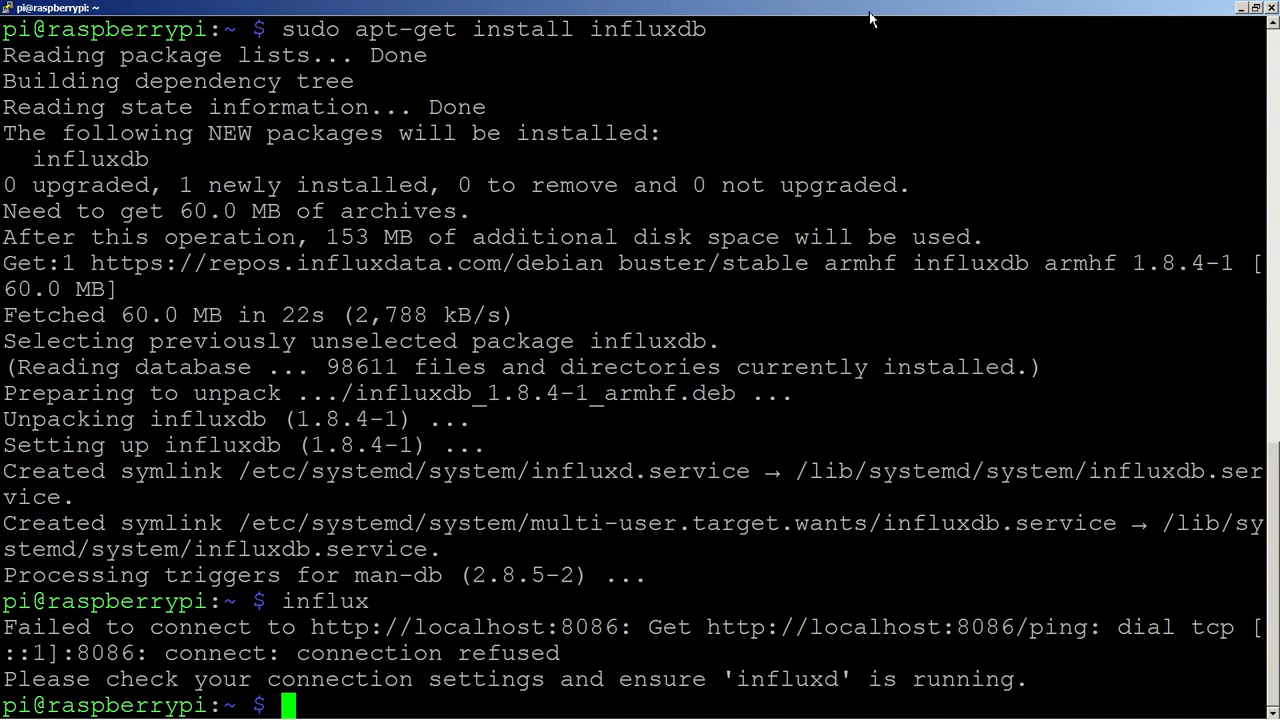 pi@raspberrypi: ~
pi@raspberrypi:~ $ sudo apt-get install influxdb
Reading package lists... Done
Building dependency tree
Reading state information... Done
The following NEW packages will be installed:
  influxdb
0 upgraded, 1 newly installed, 0 to remove and 0 not upgraded.
Need to get 60.0 MB of archives.
After this operation, 153 MB of additional disk space will be used.
Get:1 https://repos.influxdata.com/debian buster/stable armhf influxdb armhf 1.8.4-1 [
60.0 MB]
Fetched 60.0 MB in 22s (2,788 kB/s)
Selecting previously unselected package influxdb.
(Reading database ... 98611 files and directories currently installed.)
Preparing to unpack .../influxdb_1.8.4-1_armhf.deb ...
Unpacking influxdb (1.8.4-1) ...
Setting up influxdb (1.8.4-1) ...
Created symlink /etc/systemd/system/influxd.service → /lib/systemd/system/influxdb.ser
vice.
Created symlink /etc/systemd/system/multi-user.target.wants/influxdb.service → /lib/sy
stemd/system/influxdb.service.
Processing triggers for man-db (2.8.5-2) ...
pi@raspberrypi:~ $ influx
Failed to connect to http://localhost:8086: Get http://localhost:8086/ping: dial tcp [
::1]:8086: connect: connection refused
Please check your connection settings and ensure 'influxd' is running.
pi@raspberrypi:~ $